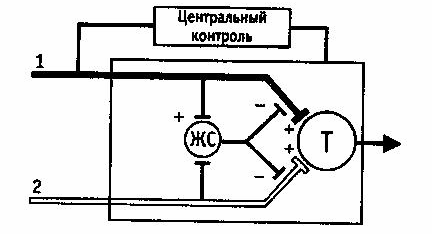 Центральный
контроль
1
+
–
ЖС
+
+
Т
–
2